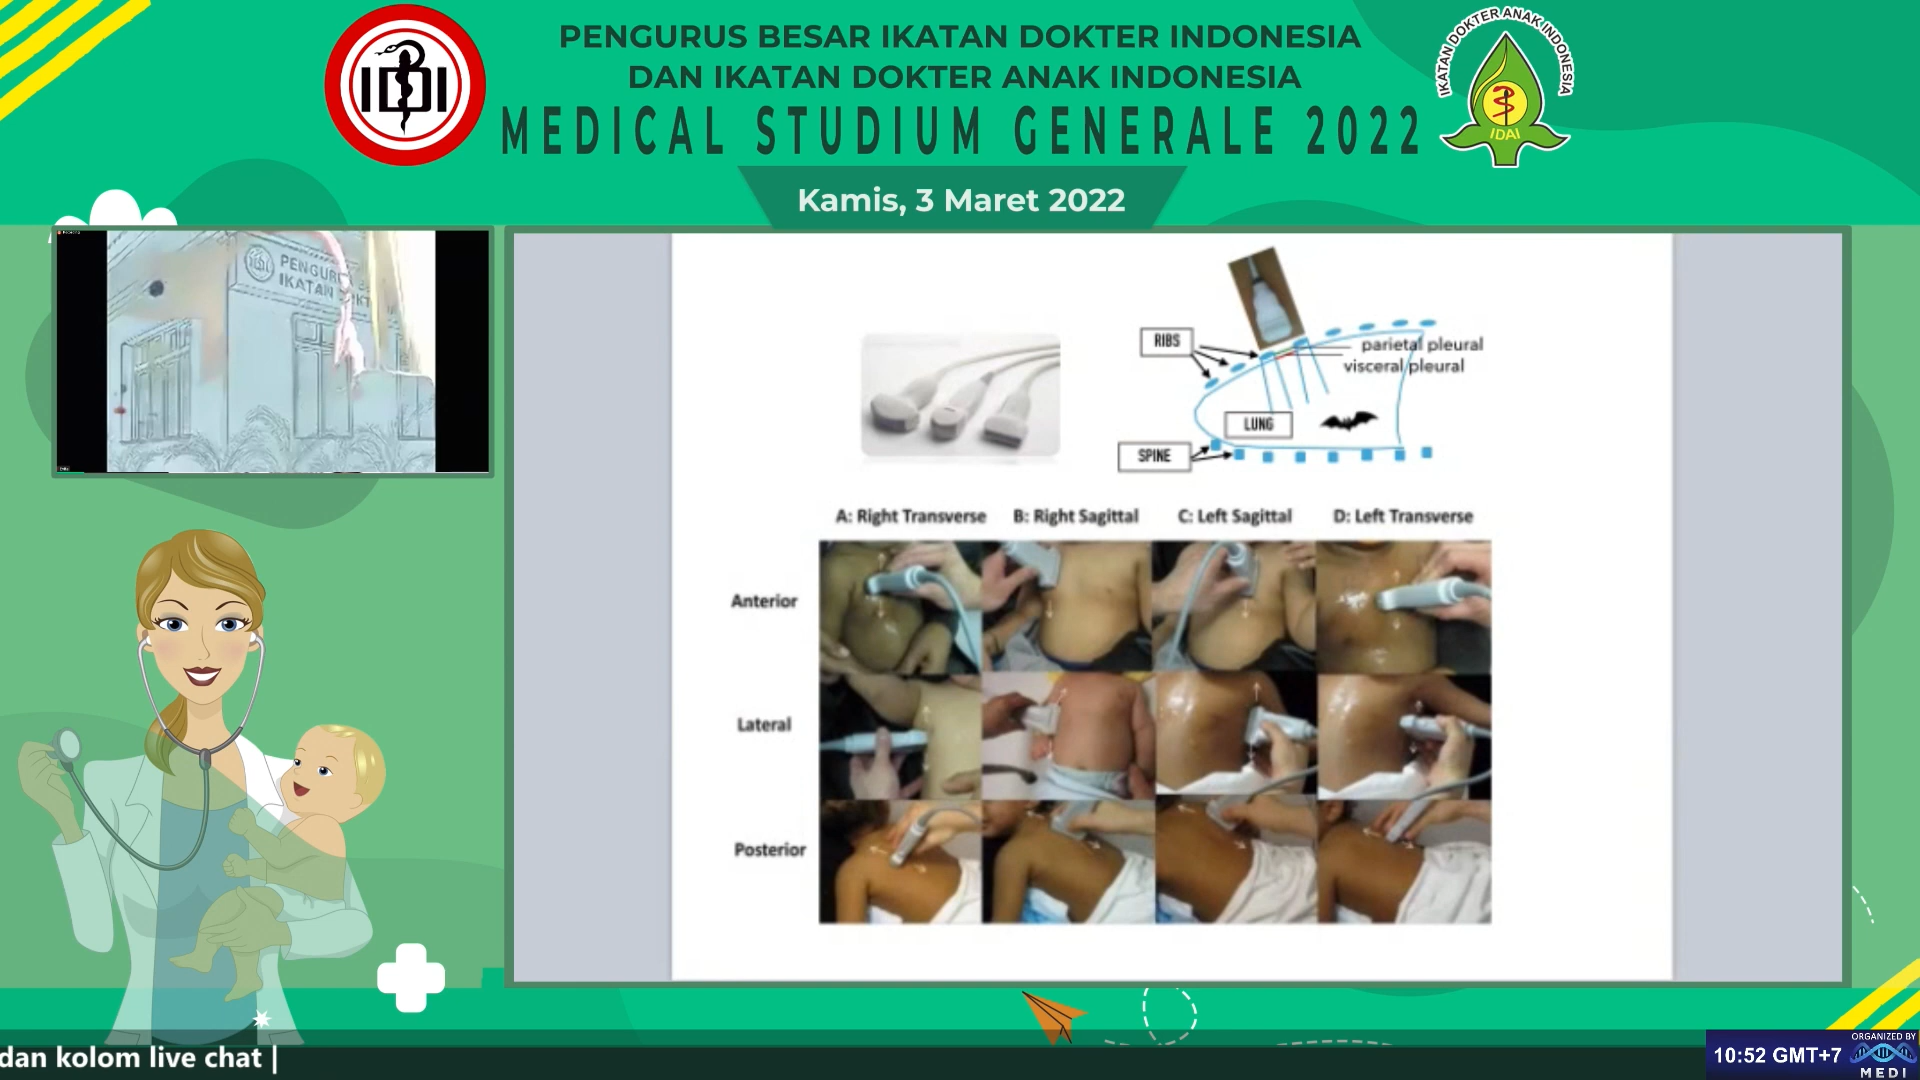 PENGURUS BESAR IKATAN DOKTER INDONESIA
DAN IKATAN DOKTER ANAK INDONESIA
MEDICAL STUDIUM GENERALE 2022
Kamis, 3 Maret 2022
IDI
IKATAN DOKTER ANAK INDONESIA
IDAI
PENGURUS
IKATAN
RIBS
parietal pleural
visceral pleural
LUNG
SPINE
A: Right Transverse B: Right Sagittal C: Left Sagittal D: Left Transverse
Anterior
Lateral
Posterior
dan kolom live chat |
10:52 GMT+7
ORGANIZED BY
MEDI